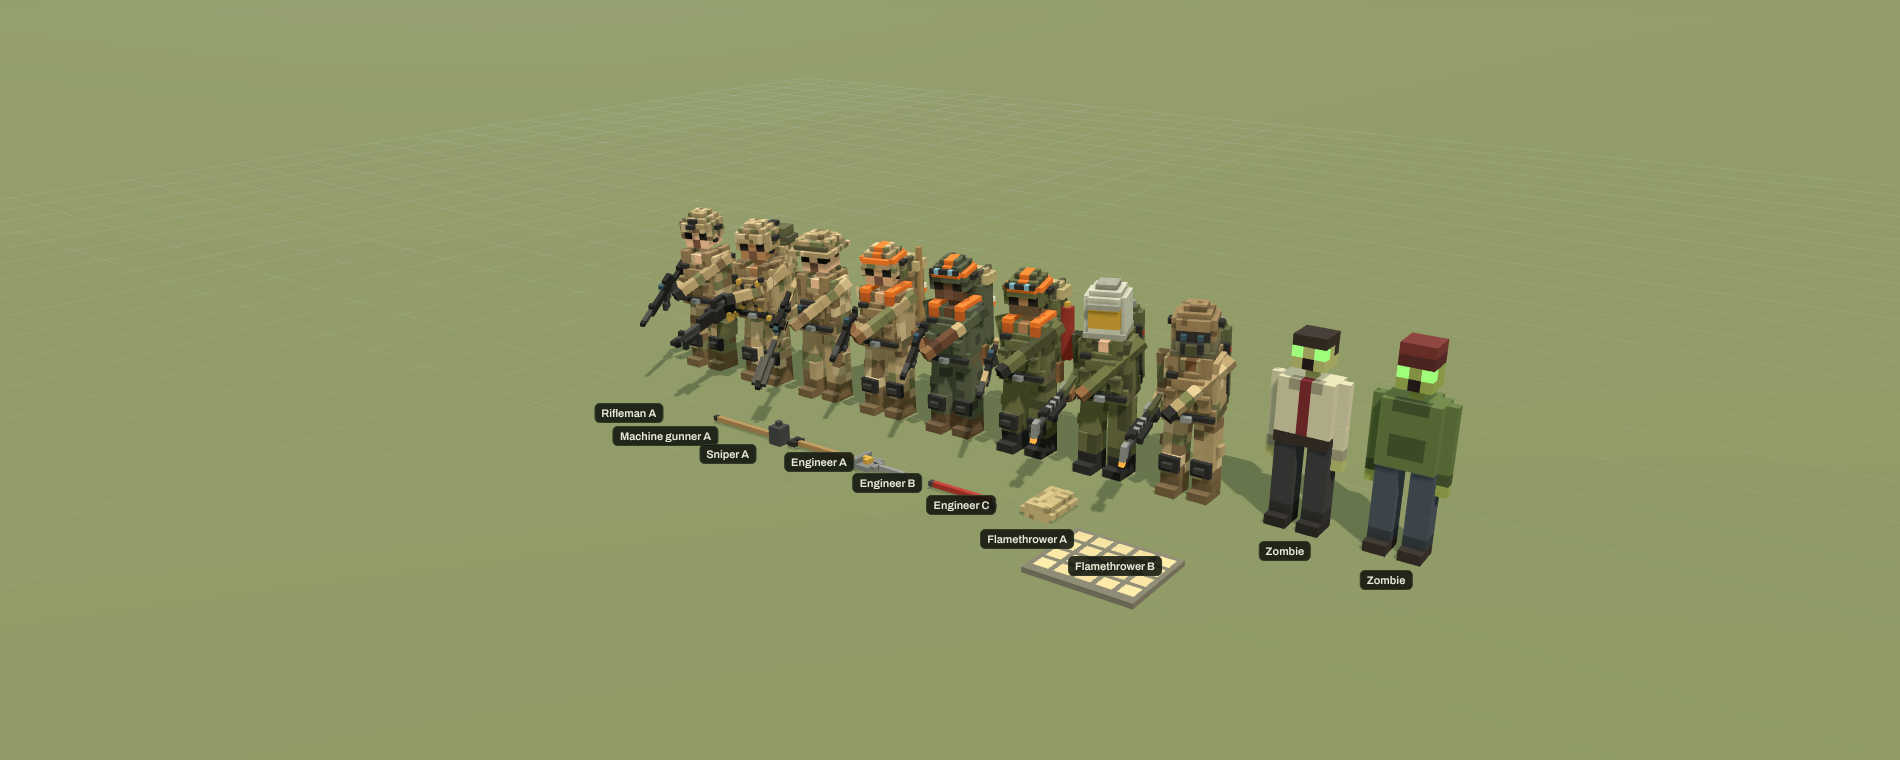 Rifleman A
Machine gunner A
Sniper A
Engineer A
Engineer B
Engineer C
Flamethrower A
Flamethrower B
Zombie
Zombie